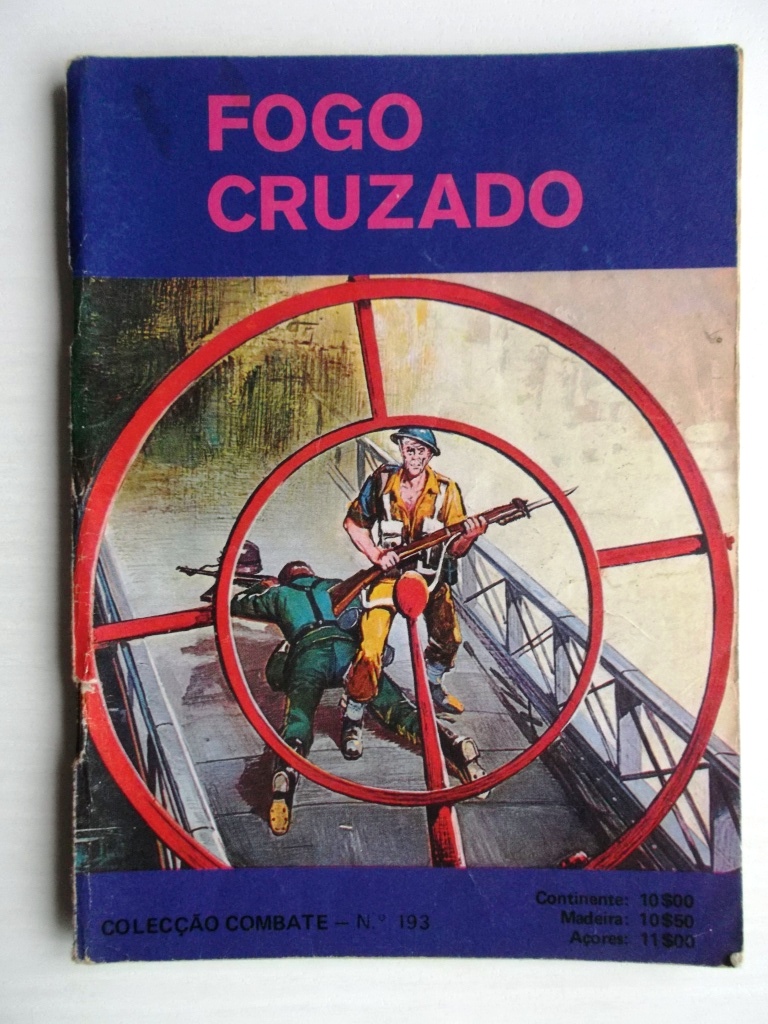 FOGO
CRUZADO
COLECÇÃO COMBATE – N.º 193
Continente: 10$00
Madeira: 10$50
Açores: 11$00